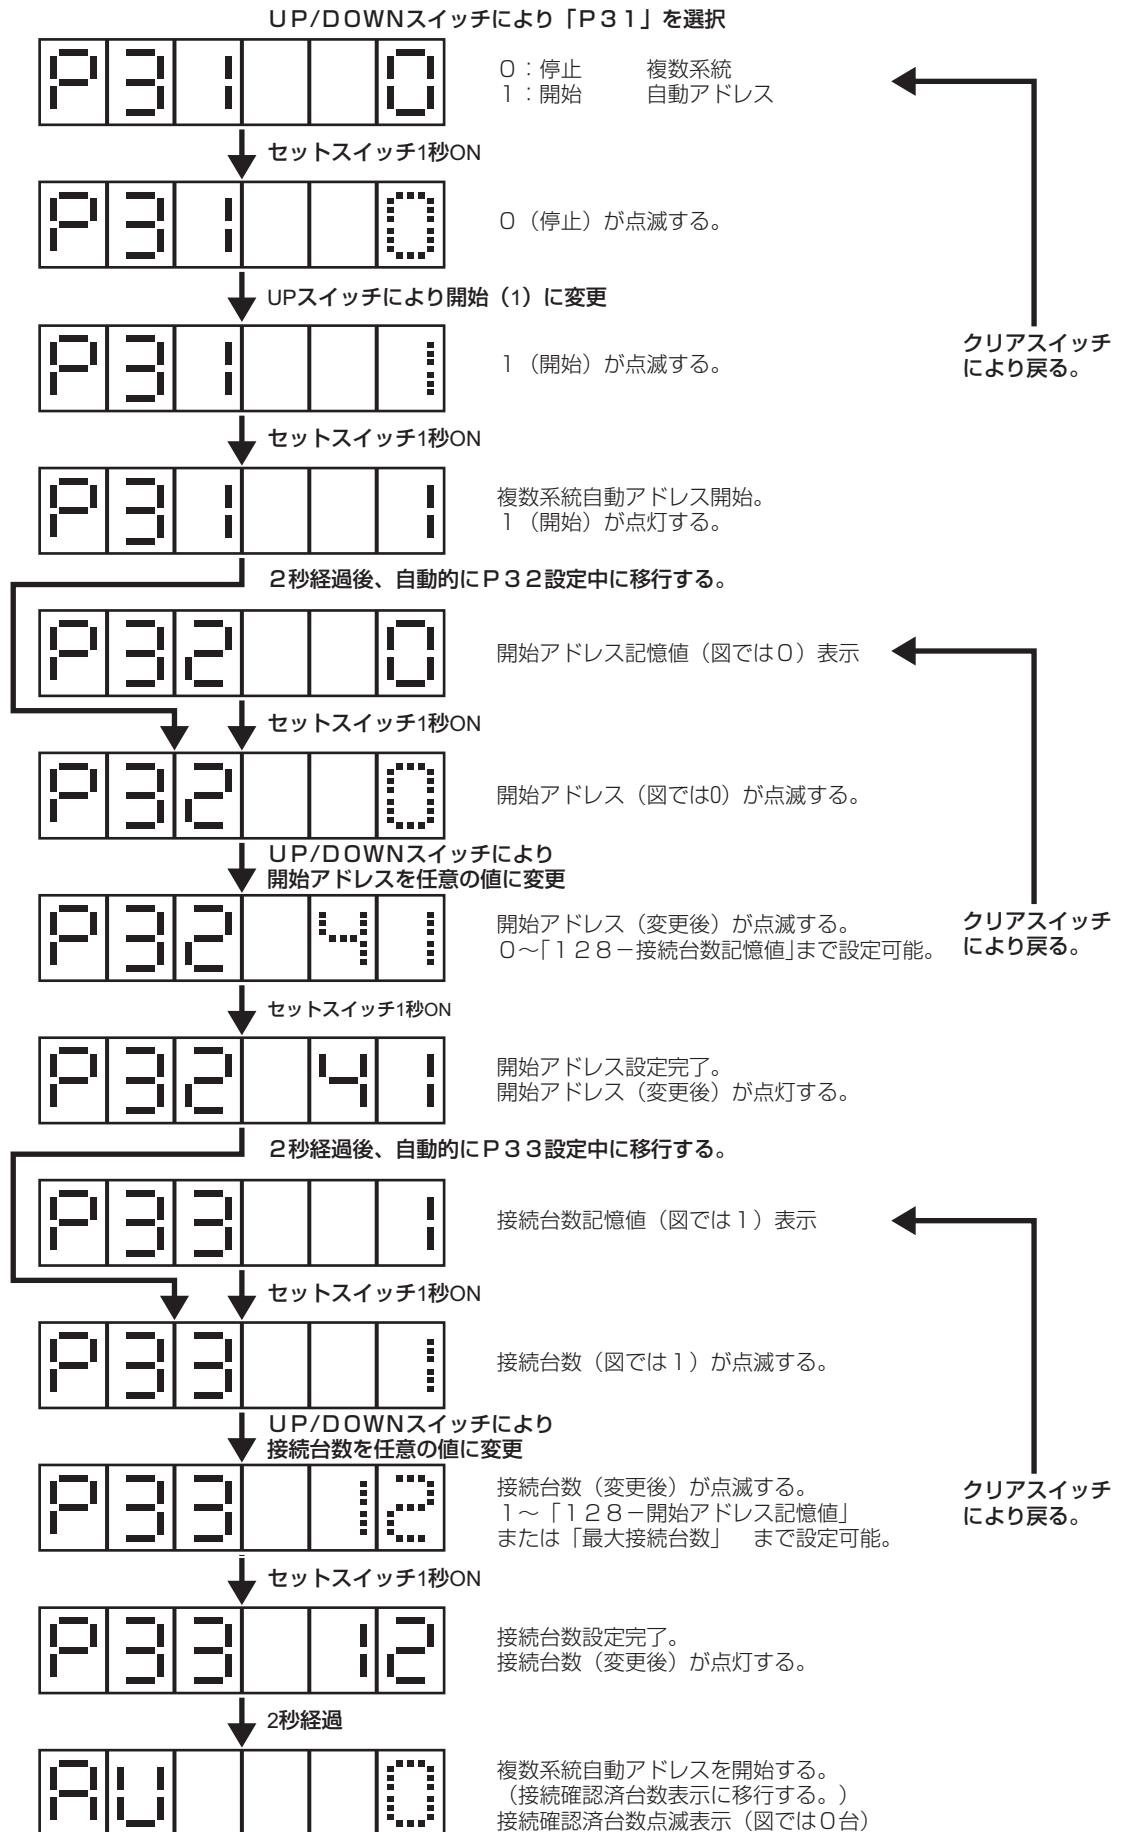 UP/DOWNスイッチにより「P31」を選択
P31 0
0：停止　　複数系統
1：開始　　自動アドレス
セットスイッチ1秒ON
P31 0
0（停止）が点滅する。
UPスイッチにより開始（1）に変更
P31 1
1（開始）が点滅する。
クリアスイッチ
により戻る。
セットスイッチ1秒ON
P31 1
複数系統自動アドレス開始。
1（開始）が点灯する。
2秒経過後、自動的にP32設定中に移行する。
P32 0
開始アドレス記憶値（図では0）表示
セットスイッチ1秒ON
P32 0
開始アドレス（図では0）が点滅する。
UP/DOWNスイッチにより
開始アドレスを任意の値に変更
P32 41
開始アドレス（変更後）が点滅する。
0～「128－接続台数記憶値」まで設定可能。
クリアスイッチ
により戻る。
セットスイッチ1秒ON
P32 41
開始アドレス設定完了。
開始アドレス（変更後）が点灯する。
2秒経過後、自動的にP33設定中に移行する。
P33 1
接続台数記憶値（図では1）表示
セットスイッチ1秒ON
P33 1
接続台数（図では1）が点滅する。
UP/DOWNスイッチにより
接続台数を任意の値に変更
P33 12
接続台数（変更後）が点滅する。
1～「128－開始アドレス記憶値」
または「最大接続台数」　まで設定可能。
クリアスイッチ
により戻る。
セットスイッチ1秒ON
P33 12
接続台数設定完了。
接続台数（変更後）が点灯する。
2秒経過
AU 0
複数系統自動アドレスを開始する。
（接続確認済台数表示に移行する。）
接続確認済台数点滅表示（図では0台）